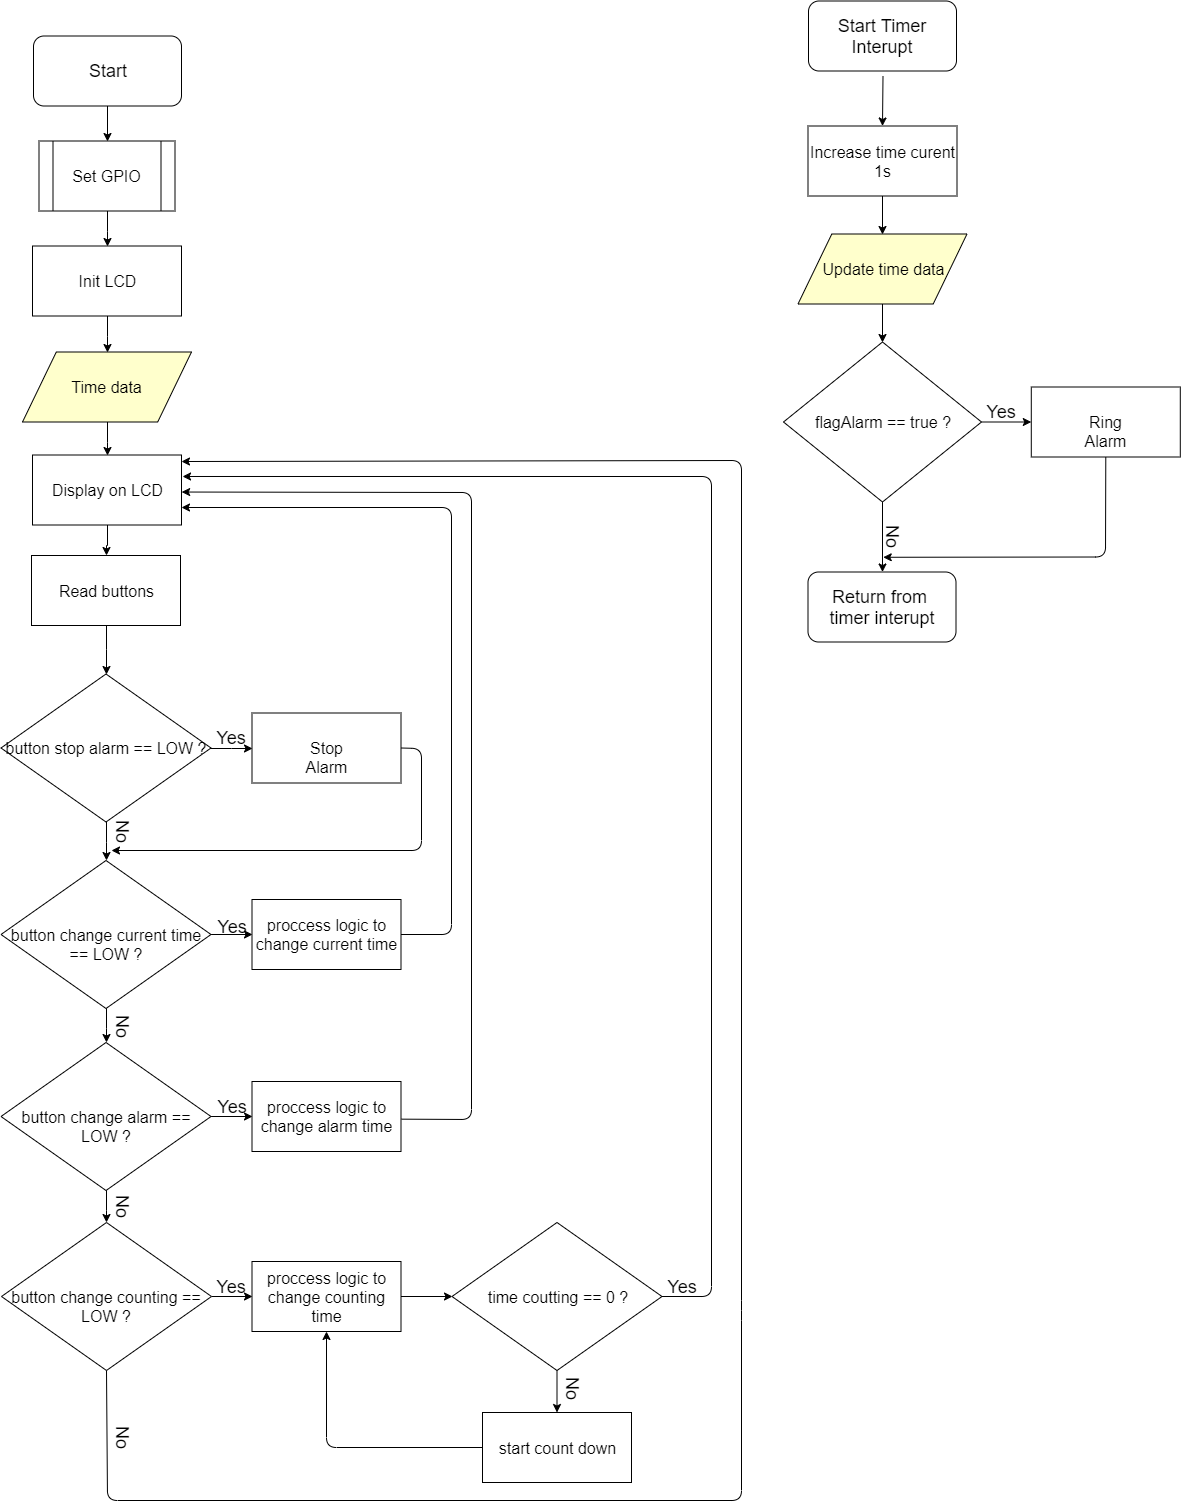 Start
Set GPIO
Init LCD
Time data
Display on LCD
Read buttons
button stop alarm == LOW ?
Yes
Stop
Alarm
No
button change current time
== LOW ?
Yes
proccess logic to
change current time
No
button change alarm ==
LOW ?
Yes
proccess logic to
change alarm time
No
button change counting ==
LOW ?
Yes
proccess logic to
change counting
time
time coutting == 0 ?
Yes
No
start count down
No
Start Timer
Interupt
Increase time curent
1s
Update time data
flagAlarm == true ?
Yes
Ring
Alarm
No
Return from
timer interupt